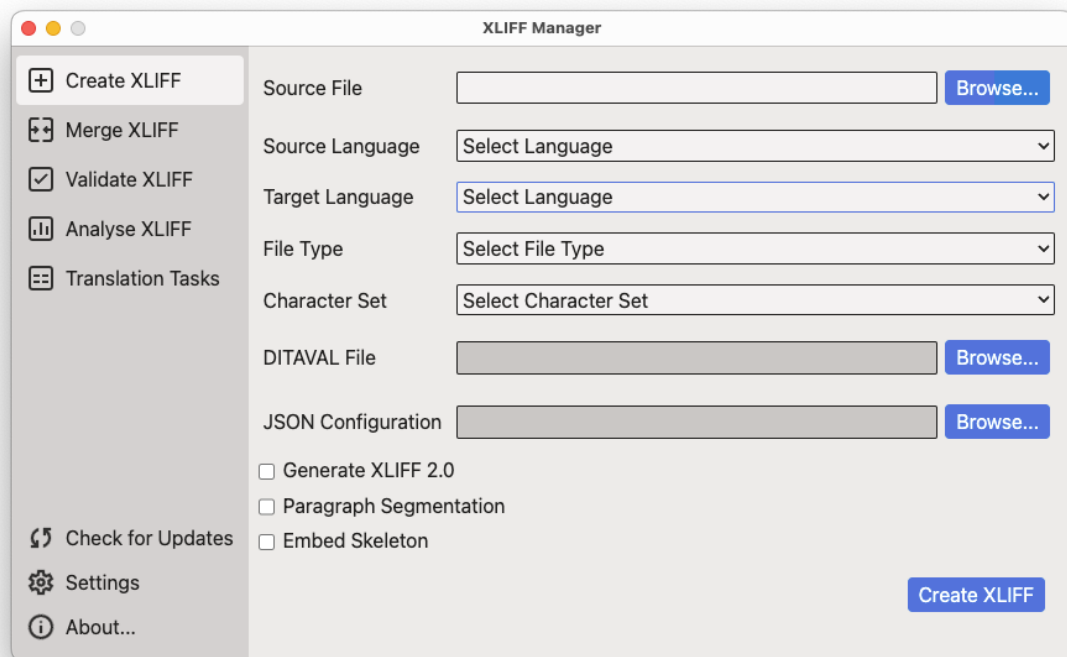 XLIFF Manager
Create XLIFF
Merge XLIFF
Validate XLIFF
Analyse XLIFF
Translation Tasks
Check for Updates
Settings
About...
Source File
Browse...
Source Language
Select Language
Target Language
Select Language
File Type
Select File Type
Character Set
Select Character Set
DITAVAL File
Browse...
JSON Configuration
Browse...
Generate XLIFF 2.0
Paragraph Segmentation
Embed Skeleton
Create XLIFF